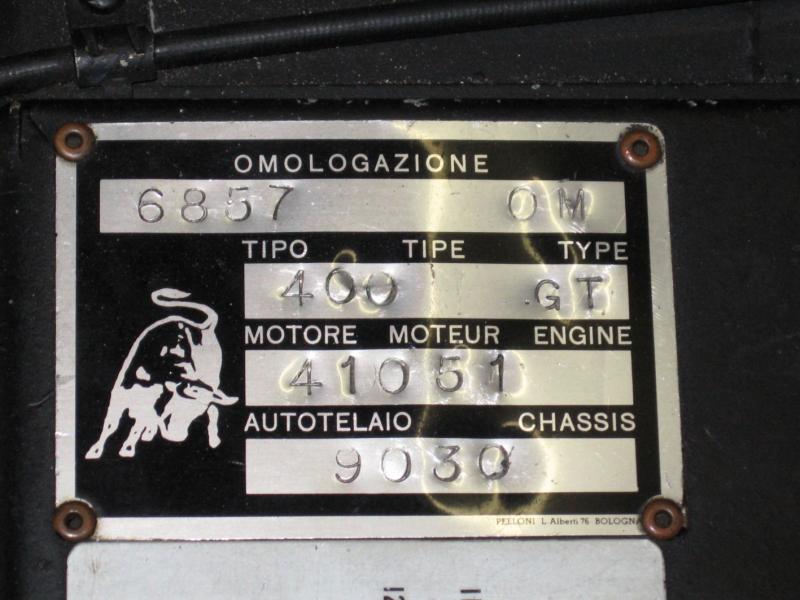 OMOLOGAZIONE
6857 OM
TIPO TIPE TYPE
400 GT
MOTORE MOTEUR ENGINE
41051
AUTOTELAIO CHASSIS
9030
PELLONI L. Alberti 76 BOLOGNA